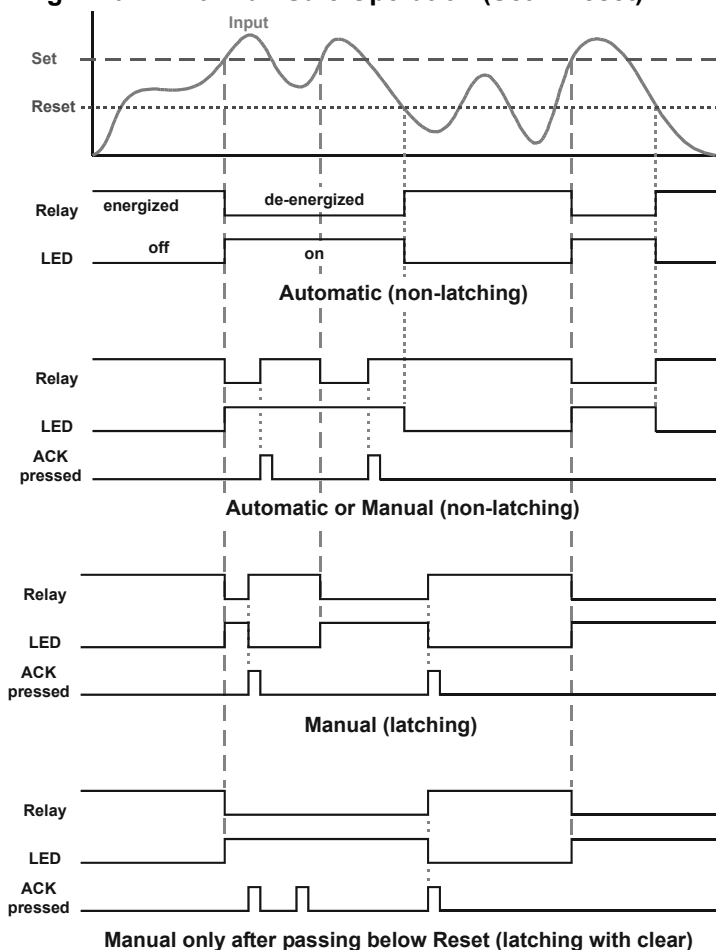 Input
Set
Reset
Relay energized de-energized
LED off on
Automatic (non-latching)
Relay
LED
ACK
pressed
Automatic or Manual (non-latching)
Relay
LED
ACK
pressed
Manual (latching)
Relay
LED
ACK
pressed
Manual only after passing below Reset (latching with clear)